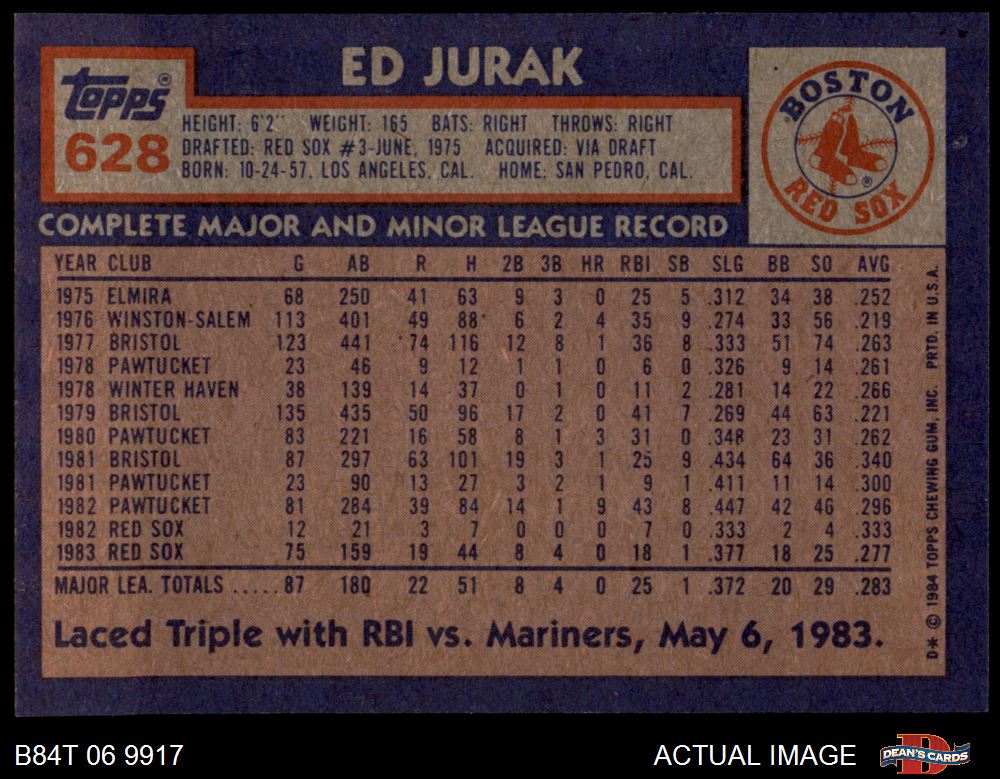 ED JURAK
Topps®
628
HEIGHT: 6'2" WEIGHT: 165 BATS: RIGHT THROWS: RIGHT
DRAFTED: RED SOX #3-JUNE, 1975 ACQUIRED: VIA DRAFT
BORN: 10-24-57, LOS ANGELES, CAL. HOME: SAN PEDRO, CAL.
BOSTON
RED SOX
®
COMPLETE MAJOR AND MINOR LEAGUE RECORD
YEAR CLUB G AB R H 2B 3B HR RBI SB SLG BB SO AVG
1975 ELMIRA 68 250 41 63 9 3 0 25 5 .312 34 38 .252
1976 WINSTON-SALEM 113 401 49 88 6 2 4 35 9 .274 33 56 .219
1977 BRISTOL 123 441 74 116 12 8 1 36 8 .333 51 74 .263
1978 PAWTUCKET 23 46 9 12 1 1 0 6 0 .326 9 14 .261
1978 WINTER HAVEN 38 139 14 37 0 1 0 11 2 .281 14 22 .266
1979 BRISTOL 135 435 50 96 17 2 0 41 7 .269 44 63 .221
1980 PAWTUCKET 83 221 16 58 8 1 3 31 0 .348 23 31 .262
1981 BRISTOL 87 297 63 101 19 3 1 25 9 .434 64 36 .340
1981 PAWTUCKET 23 90 13 27 3 2 1 9 1 .411 11 14 .300
1982 PAWTUCKET 81 284 39 84 14 1 9 43 8 .447 42 46 .296
1982 RED SOX 12 21 3 7 0 0 0 7 0 .333 2 4 .333
1983 RED SOX 75 159 19 44 8 4 0 18 1 .377 18 25 .277
MAJOR LEA. TOTALS ..... 87 180 22 51 8 4 0 25 1 .372 20 29 .283
Laced Triple with RBI vs. Mariners, May 6, 1983.
D* © 1984 TOPPS CHEWING GUM, INC. PRTD. IN U.S.A.
B84T 06 9917
ACTUAL IMAGE
DEAN'S CARDS